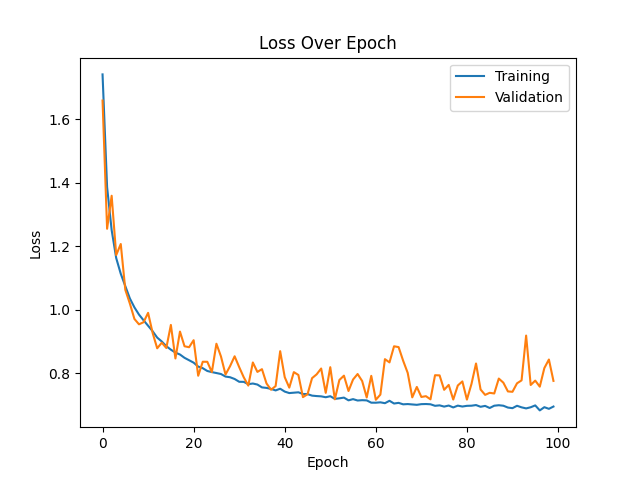 Loss Over Epoch
Training
Validation
Loss
1.6
1.4
1.2
1.0
0.8
0 20 40 60 80 100
Epoch